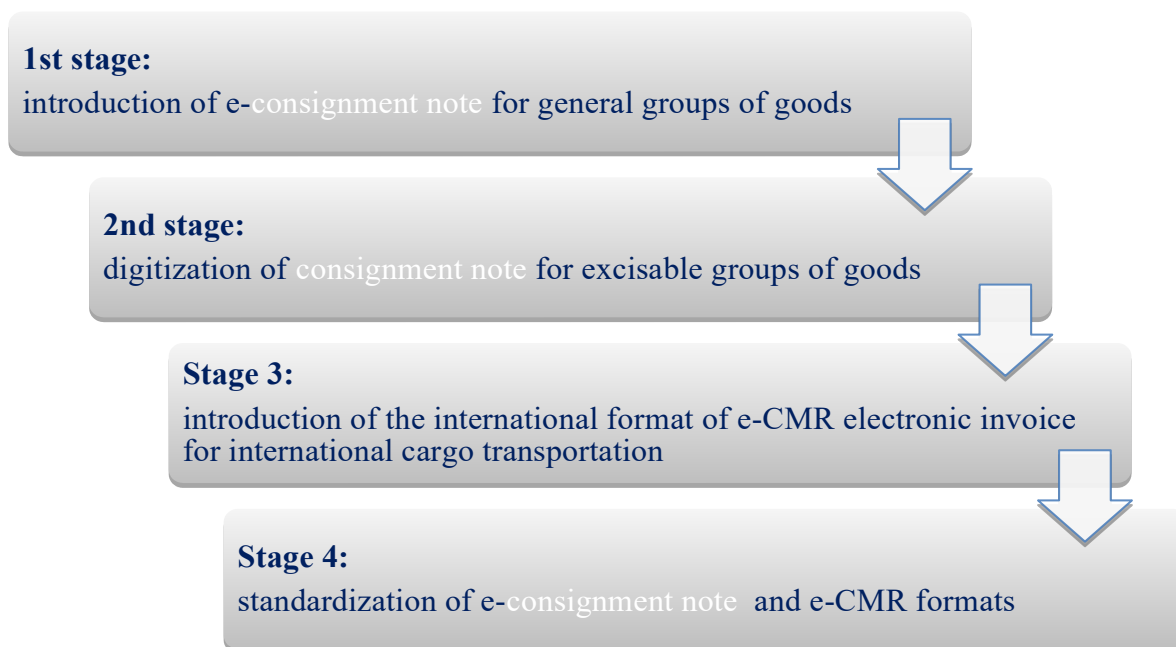 1st stage:
introduction of e-consignment note for general groups of goods
2nd stage:
digitization of consignment note for excisable groups of goods
Stage 3:
introduction of the international format of e-CMR electronic invoice
for international cargo transportation
Stage 4:
standardization of e-consignment note and e-CMR formats